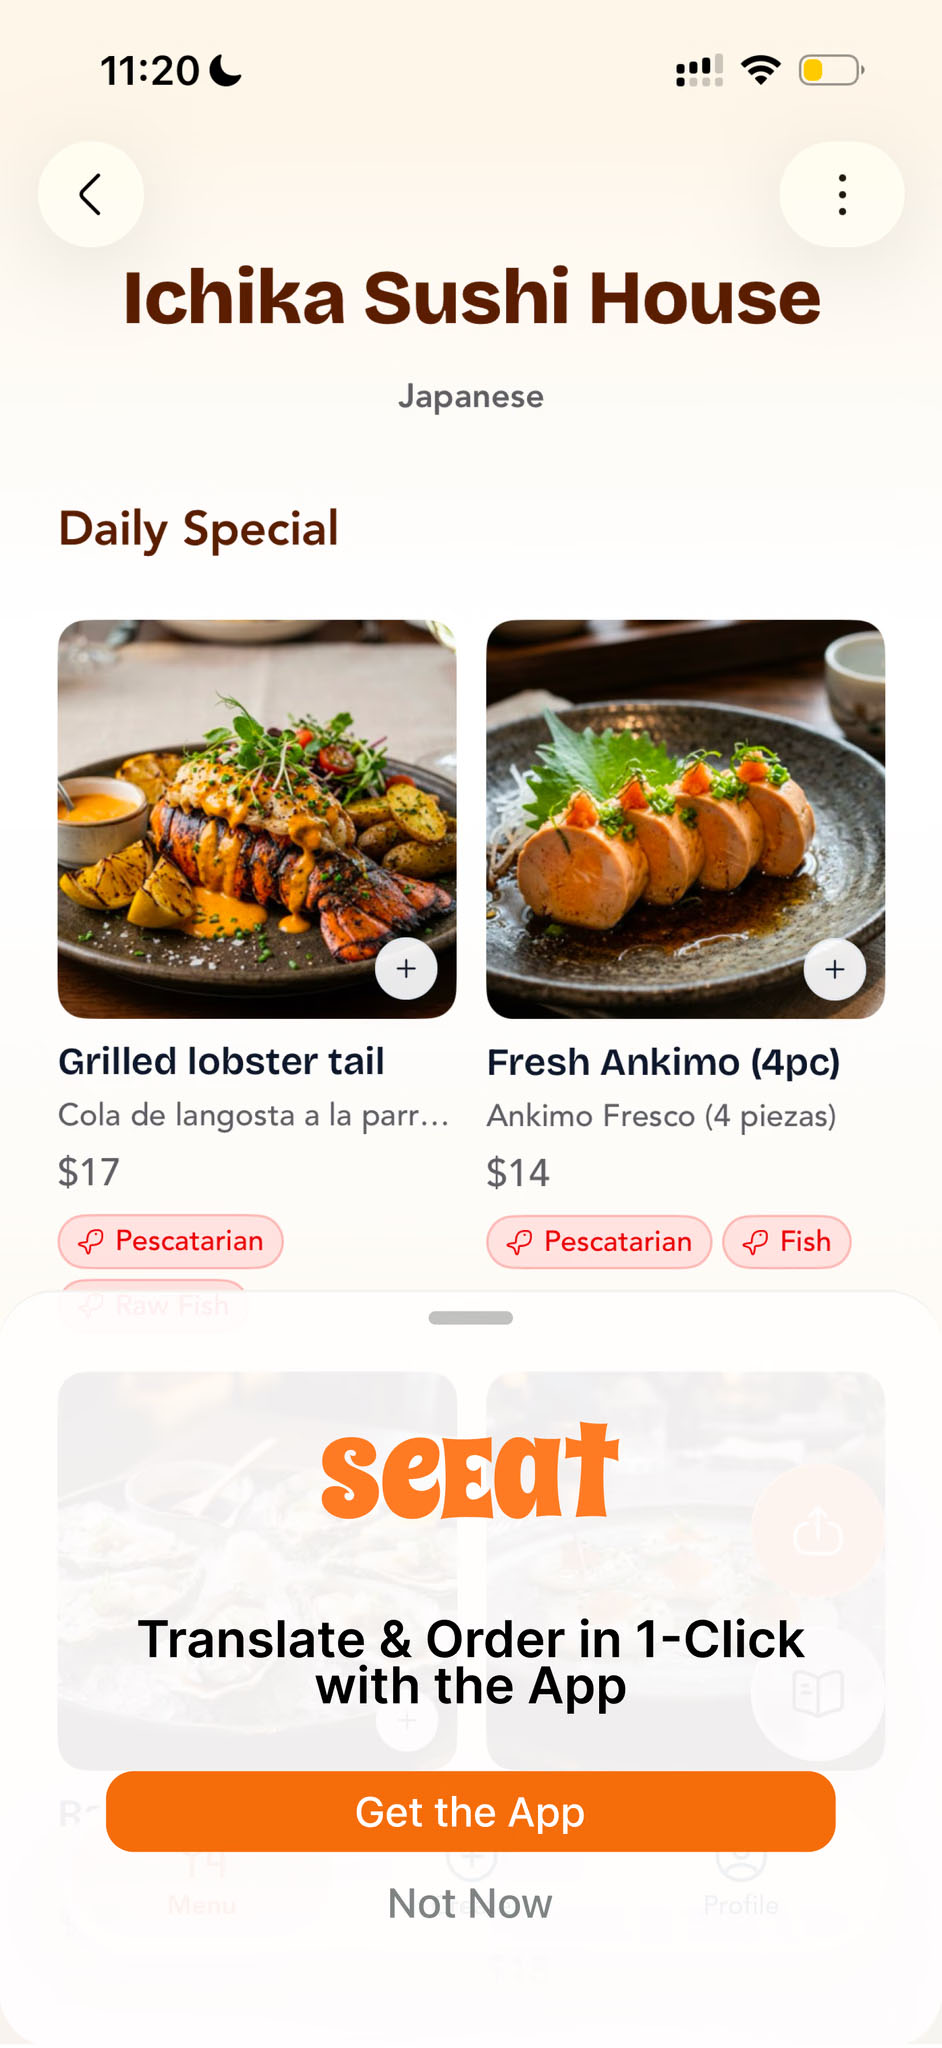 11:20
Ichika Sushi House
Japanese
Daily Special
Grilled lobster tail
Cola de langosta a la parr...
$17
Pescatarian
Raw Fish
Fresh Ankimo (4pc)
Ankimo Fresco (4 piezas)
$14
Pescatarian
Fish
seEat
Translate & Order in 1-Click
with the App
Get the App
Not Now
Menu
Profile